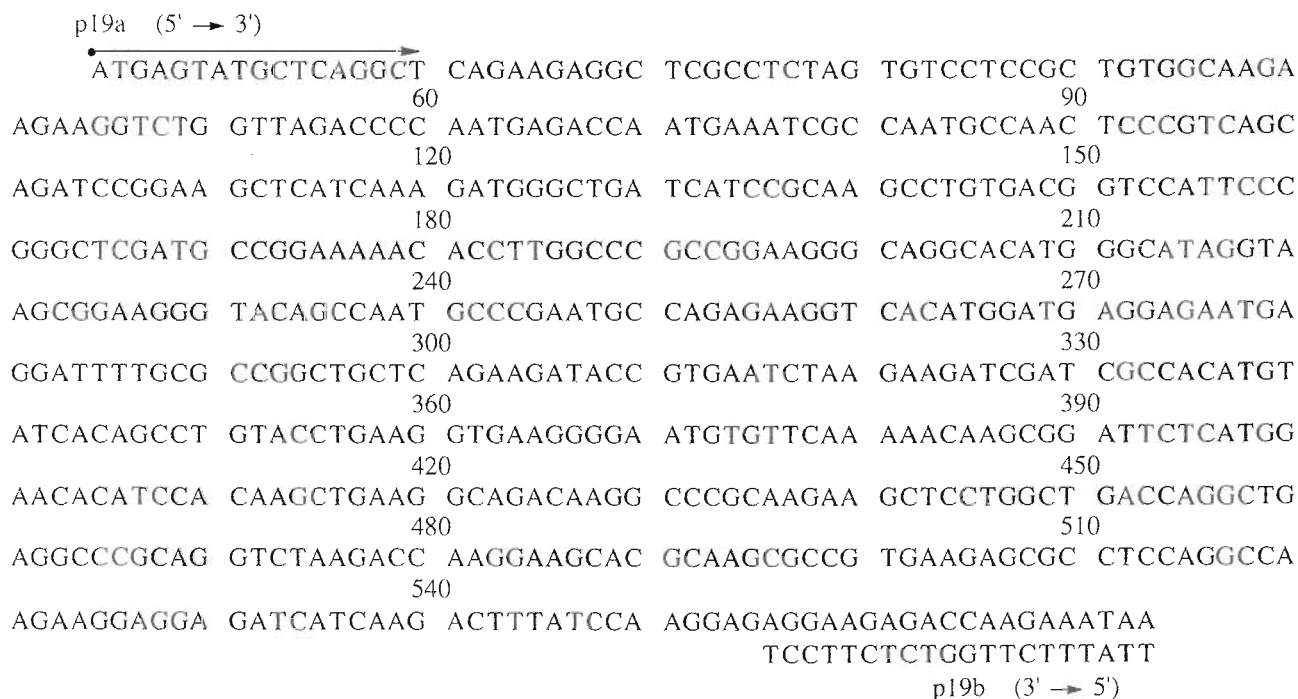 p19a (5' → 3')
ATGAGTATGCTCAGGCT CAGAAGAGGC TCGCCTCTAG TGTCCTCCGC TGTGGCAAGA
60 90
AGAAGGTCTG GTTAGACCCC AATGAGACCA ATGAAATCGC CAATGCCAAC TCCCGTCAGC
120 150
AGATCCGGAA GCTCATCAAA GATGGGCTGA TCATCCGCAA GCCTGTGACG GTCCATTCCC
180 210
GGGCTCGATG CCGGAAAAAC ACCTTGGCCC GCCGGAAGGG CAGGCACATG GGCATAGGTA
240 270
AGCGGAAGGG TACAGCCAAT GCCCGAATGC CAGAGAAGGT CACATGGATG AGGAGAATGA
300 330
GGATTTTGCG CCGGCTGCTC AGAAGATACC GTGAATCTAA GAAGATCGAT CGCCACATGT
360 390
ATCACAGCCT GTACCTGAAG GTGAAGGGGA ATGTGTTCAA AAACAAGCGG ATTCTCATGG
420 450
AACACATCCA CAAGCTGAAG GCAGACAAGG CCCGCAAGAA GCTCCTGGCT GACCAGGCTG
480 510
AGGCCCGCAG GTCTAAGACC AAGGAAGCAC GCAAGCGCCG TGAAGAGCGC CTCCAGGCCA
540
AGAAGGAGGA GATCATCAAG ACTTTATCCA AGGAGAGGAAGAGACCAAGAAATAA
TCCTTCTCTGGTTCTTTATT
p19b (3' → 5')